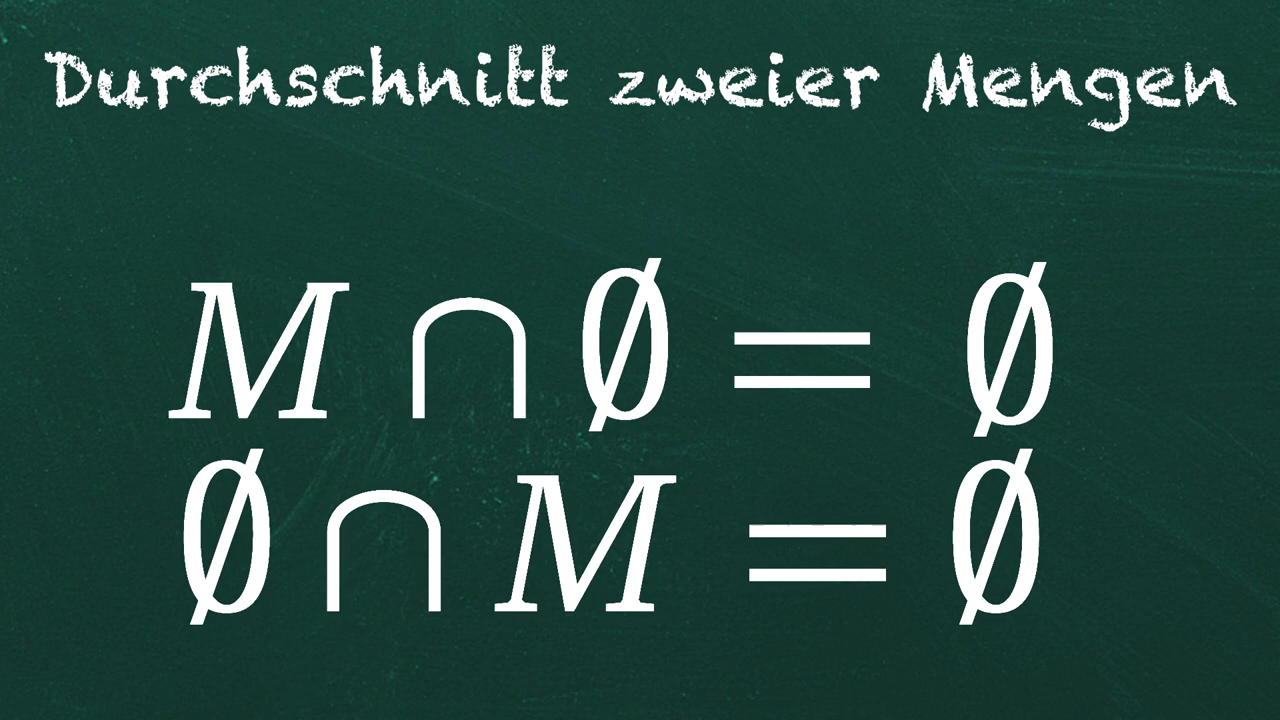 Durchschnitt zweier Mengen
M ∩ ∅ = ∅
∅ ∩ M = ∅